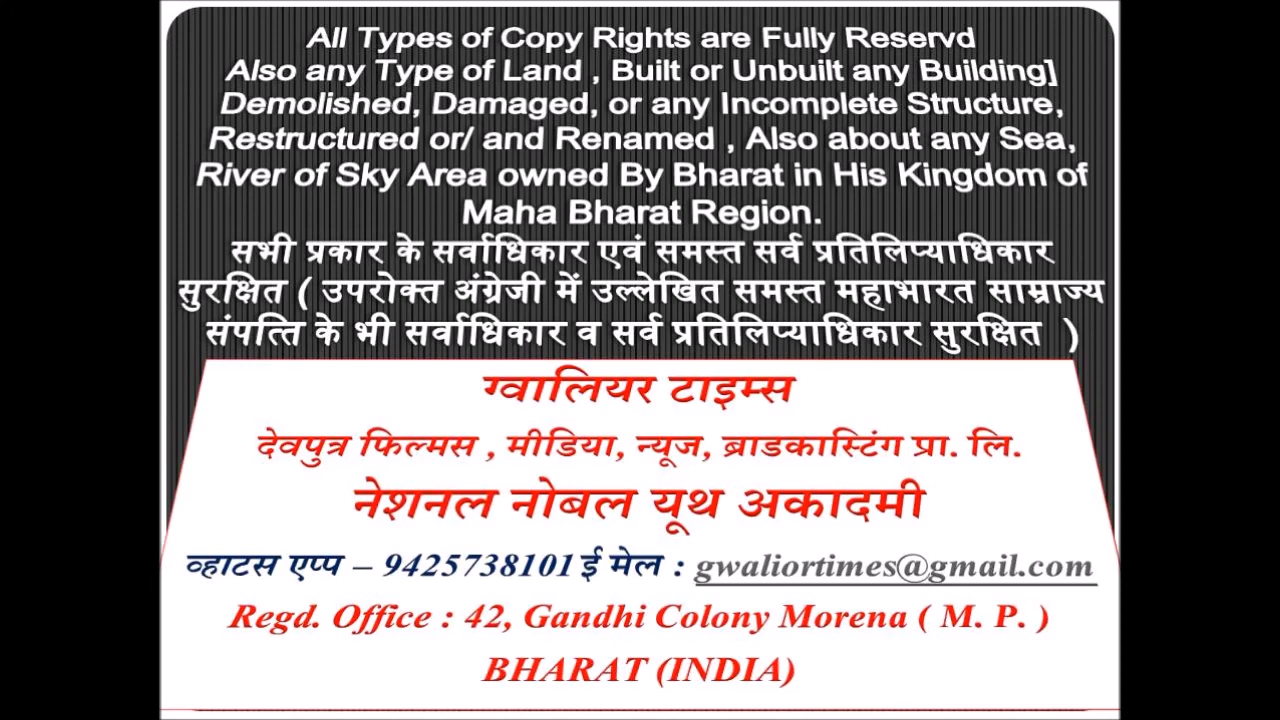 All Types of Copy Rights are Fully Reservd
Also any Type of Land , Built or Unbuilt any Building]
Demolished, Damaged, or any Incomplete Structure,
Restructured or/ and Renamed , Also about any Sea,
River of Sky Area owned By Bharat in His Kingdom of
Maha Bharat Region.
सभी प्रकार के सर्वाधिकार एवं समस्त सर्व प्रतिलिप्याधिकार
सुरक्षित ( उपरोक्त अंग्रेजी में उल्लेखित समस्त महाभारत साम्राज्य
संपत्ति के भी सर्वाधिकार व सर्व प्रतिलिप्याधिकार सुरक्षित )
ग्वालियर टाइम्स
देवपुत्र फिल्मस , मीडिया, न्यूज, ब्राडकास्टिंग प्रा. लि.
नेशनल नोबल यूथ अकादमी
व्हाटस एप्प – 9425738101 ई मेल : gwaliortimes@gmail.com
Regd. Office : 42, Gandhi Colony Morena ( M. P. )
BHARAT (INDIA)